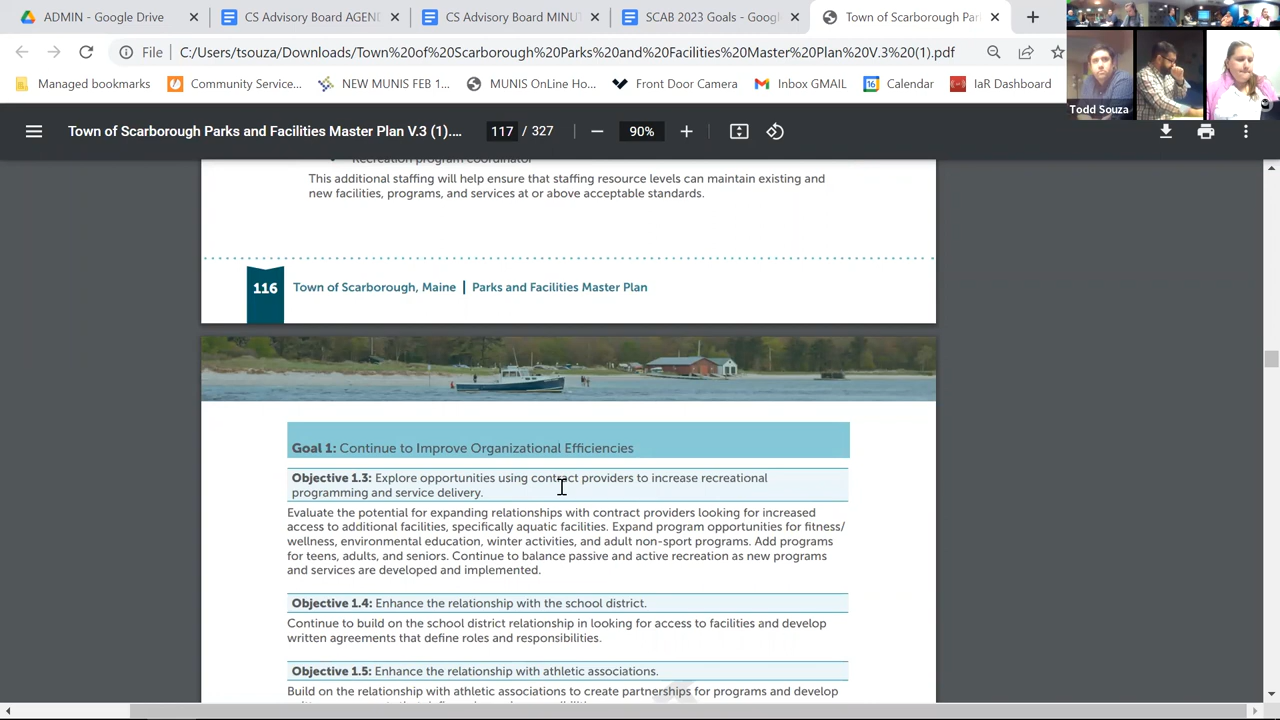 ADMIN - Google Drive
CS Advisory Board AGE
CS Advisory Board M
SCAB 2023 Goals - Goog
Town of Scarborough Par
File
C:/Users/tsouza/Downloads/Town%20of%20Scarborough%20Parks%20and%20Facilities%20Master%20Plan%20V.3%20(1).pdf
Managed bookmarks
Community Service...
NEW MUNIS FEB 1...
MUNIS OnLine Ho...
Front Door Camera
Inbox GMAIL
16
Calendar
IaR Dashboard
Todd Souza
Town of Scarborough Parks and Facilities Master Plan V.3 (1)....
117 / 327
90%
Recreation program coordinator
This additional staffing will help ensure that staffing resource levels can maintain existing and
new facilities, programs, and services at or above acceptable standards.
116
Town of Scarborough, Maine | Parks and Facilities Master Plan
Goal 1: Continue to Improve Organizational Efficiencies
Objective 1.3: Explore opportunities using contract providers to increase recreational
programming and service delivery.
Evaluate the potential for expanding relationships with contract providers looking for increased
access to additional facilities, specifically aquatic facilities. Expand program opportunities for fitness/
wellness, environmental education, winter activities, and adult non-sport programs. Add programs
for teens, adults, and seniors. Continue to balance passive and active recreation as new programs
and services are developed and implemented.
Objective 1.4: Enhance the relationship with the school district.
Continue to build on the school district relationship in looking for access to facilities and develop
written agreements that define roles and responsibilities.
Objective 1.5: Enhance the relationship with athletic associations.
Build on the relationship with athletic associations to create partnerships for programs and develop